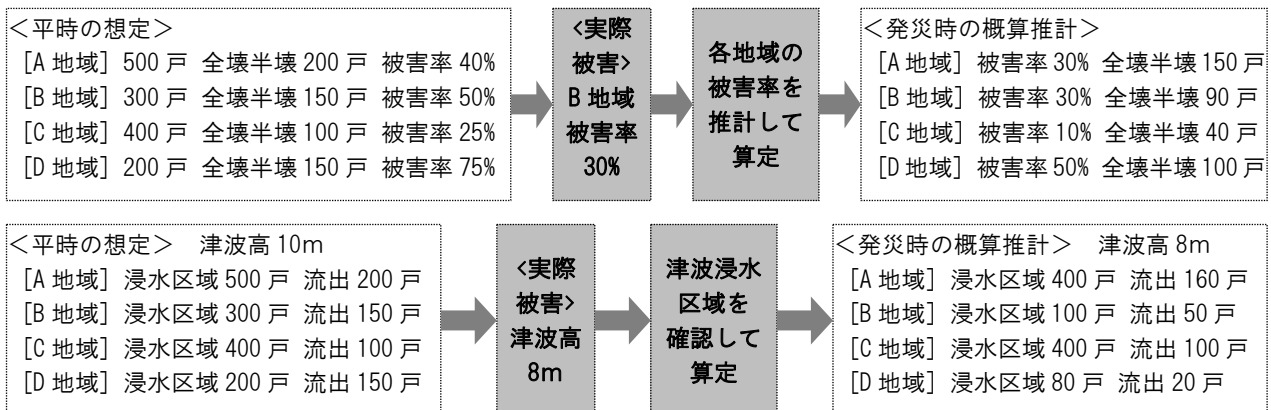 ＜平時の想定＞
［A 地域］500 戸 全壊半壊 200 戸 被害率 40%
［B 地域］300 戸 全壊半壊 150 戸 被害率 50%
［C 地域］400 戸 全壊半壊 100 戸 被害率 25%
［D 地域］200 戸 全壊半壊 150 戸 被害率 75%
<実際
被害>
B 地域
被害率
30%
各地域の
被害率を
推計して
算定
＜発災時の概算推計＞
［A 地域］被害率 30% 全壊半壊 150 戸
［B 地域］被害率 30% 全壊半壊 90 戸
［C 地域］被害率 10% 全壊半壊 40 戸
［D 地域］被害率 50% 全壊半壊 100 戸
＜平時の想定＞ 津波高 10m
［A 地域］浸水区域 500 戸 流出 200 戸
［B 地域］浸水区域 300 戸 流出 150 戸
［C 地域］浸水区域 400 戸 流出 100 戸
［D 地域］浸水区域 200 戸 流出 150 戸
<実際
被害>
津波高
8m
津波浸水
区域を
確認して
算定
＜発災時の概算推計＞ 津波高 8m
［A 地域］浸水区域 400 戸 流出 160 戸
［B 地域］浸水区域 100 戸 流出 50 戸
［C 地域］浸水区域 400 戸 流出 100 戸
［D 地域］浸水区域 80 戸 流出 20 戸